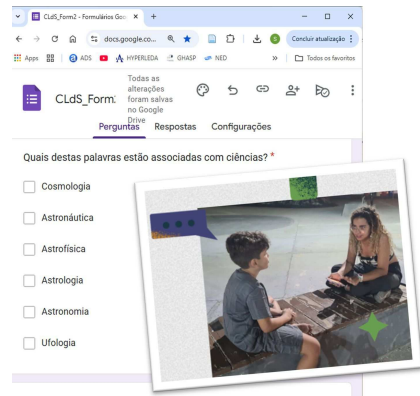 CLdS_Form2 - Formulários Goo
docs.google.co...
S
Concluir atualização
Apps
ADS
HYPERLEDA
GHASP
NED
»
Todos os favoritos
CLdS_Form
Todas as
alterações
foram salvas
no Google
Drive
Perguntas Respostas Configurações
Quais destas palavras estão associadas com ciências? *
Cosmologia
Astronáutica
Astrofísica
Astrologia
Astronomia
Ufologia